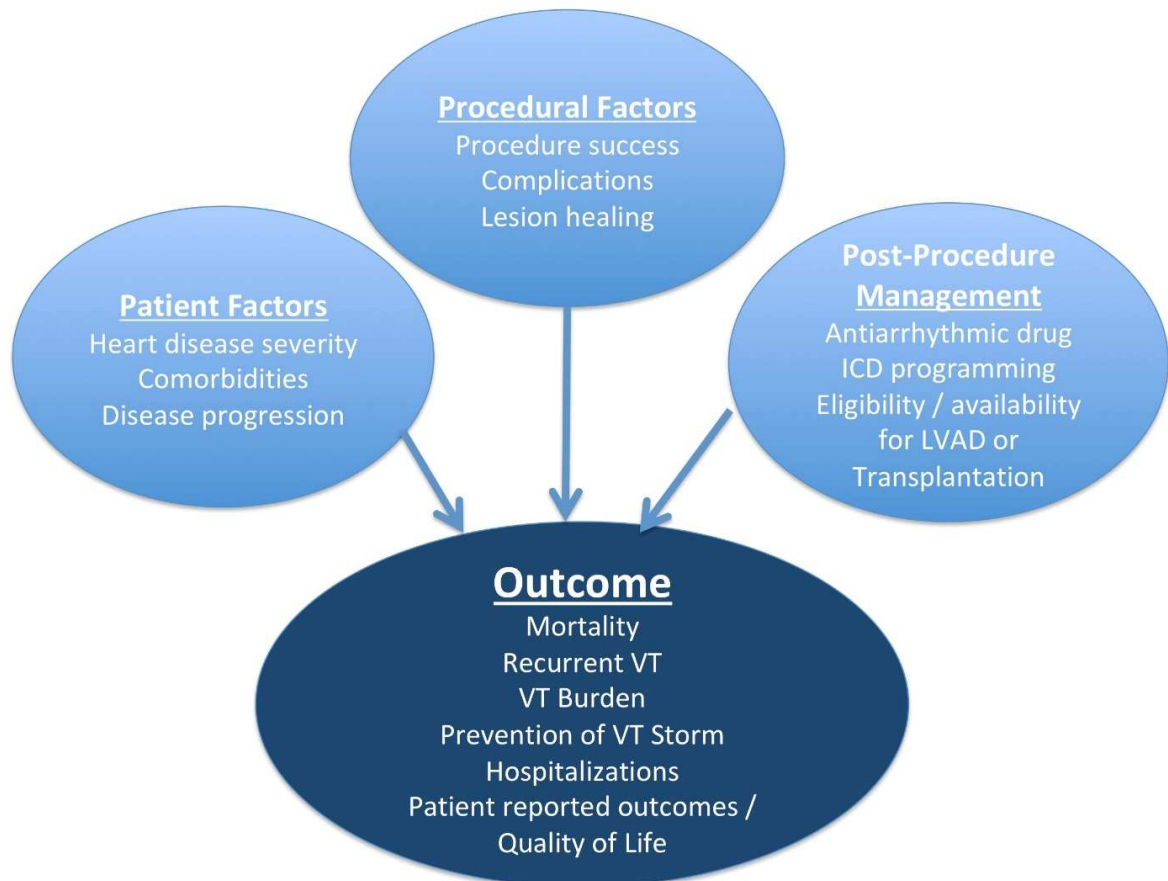 Procedural Factors
Procedure success
Complications
Lesion healing
Patient Factors
Heart disease severity
Comorbidities
Disease progression
Post-Procedure
Management
Antiarrhythmic drug
ICD programming
Eligibility / availability
for LVAD or
Transplantation
Outcome
Mortality
Recurrent VT
VT Burden
Prevention of VT Storm
Hospitalizations
Patient reported outcomes /
Quality of Life